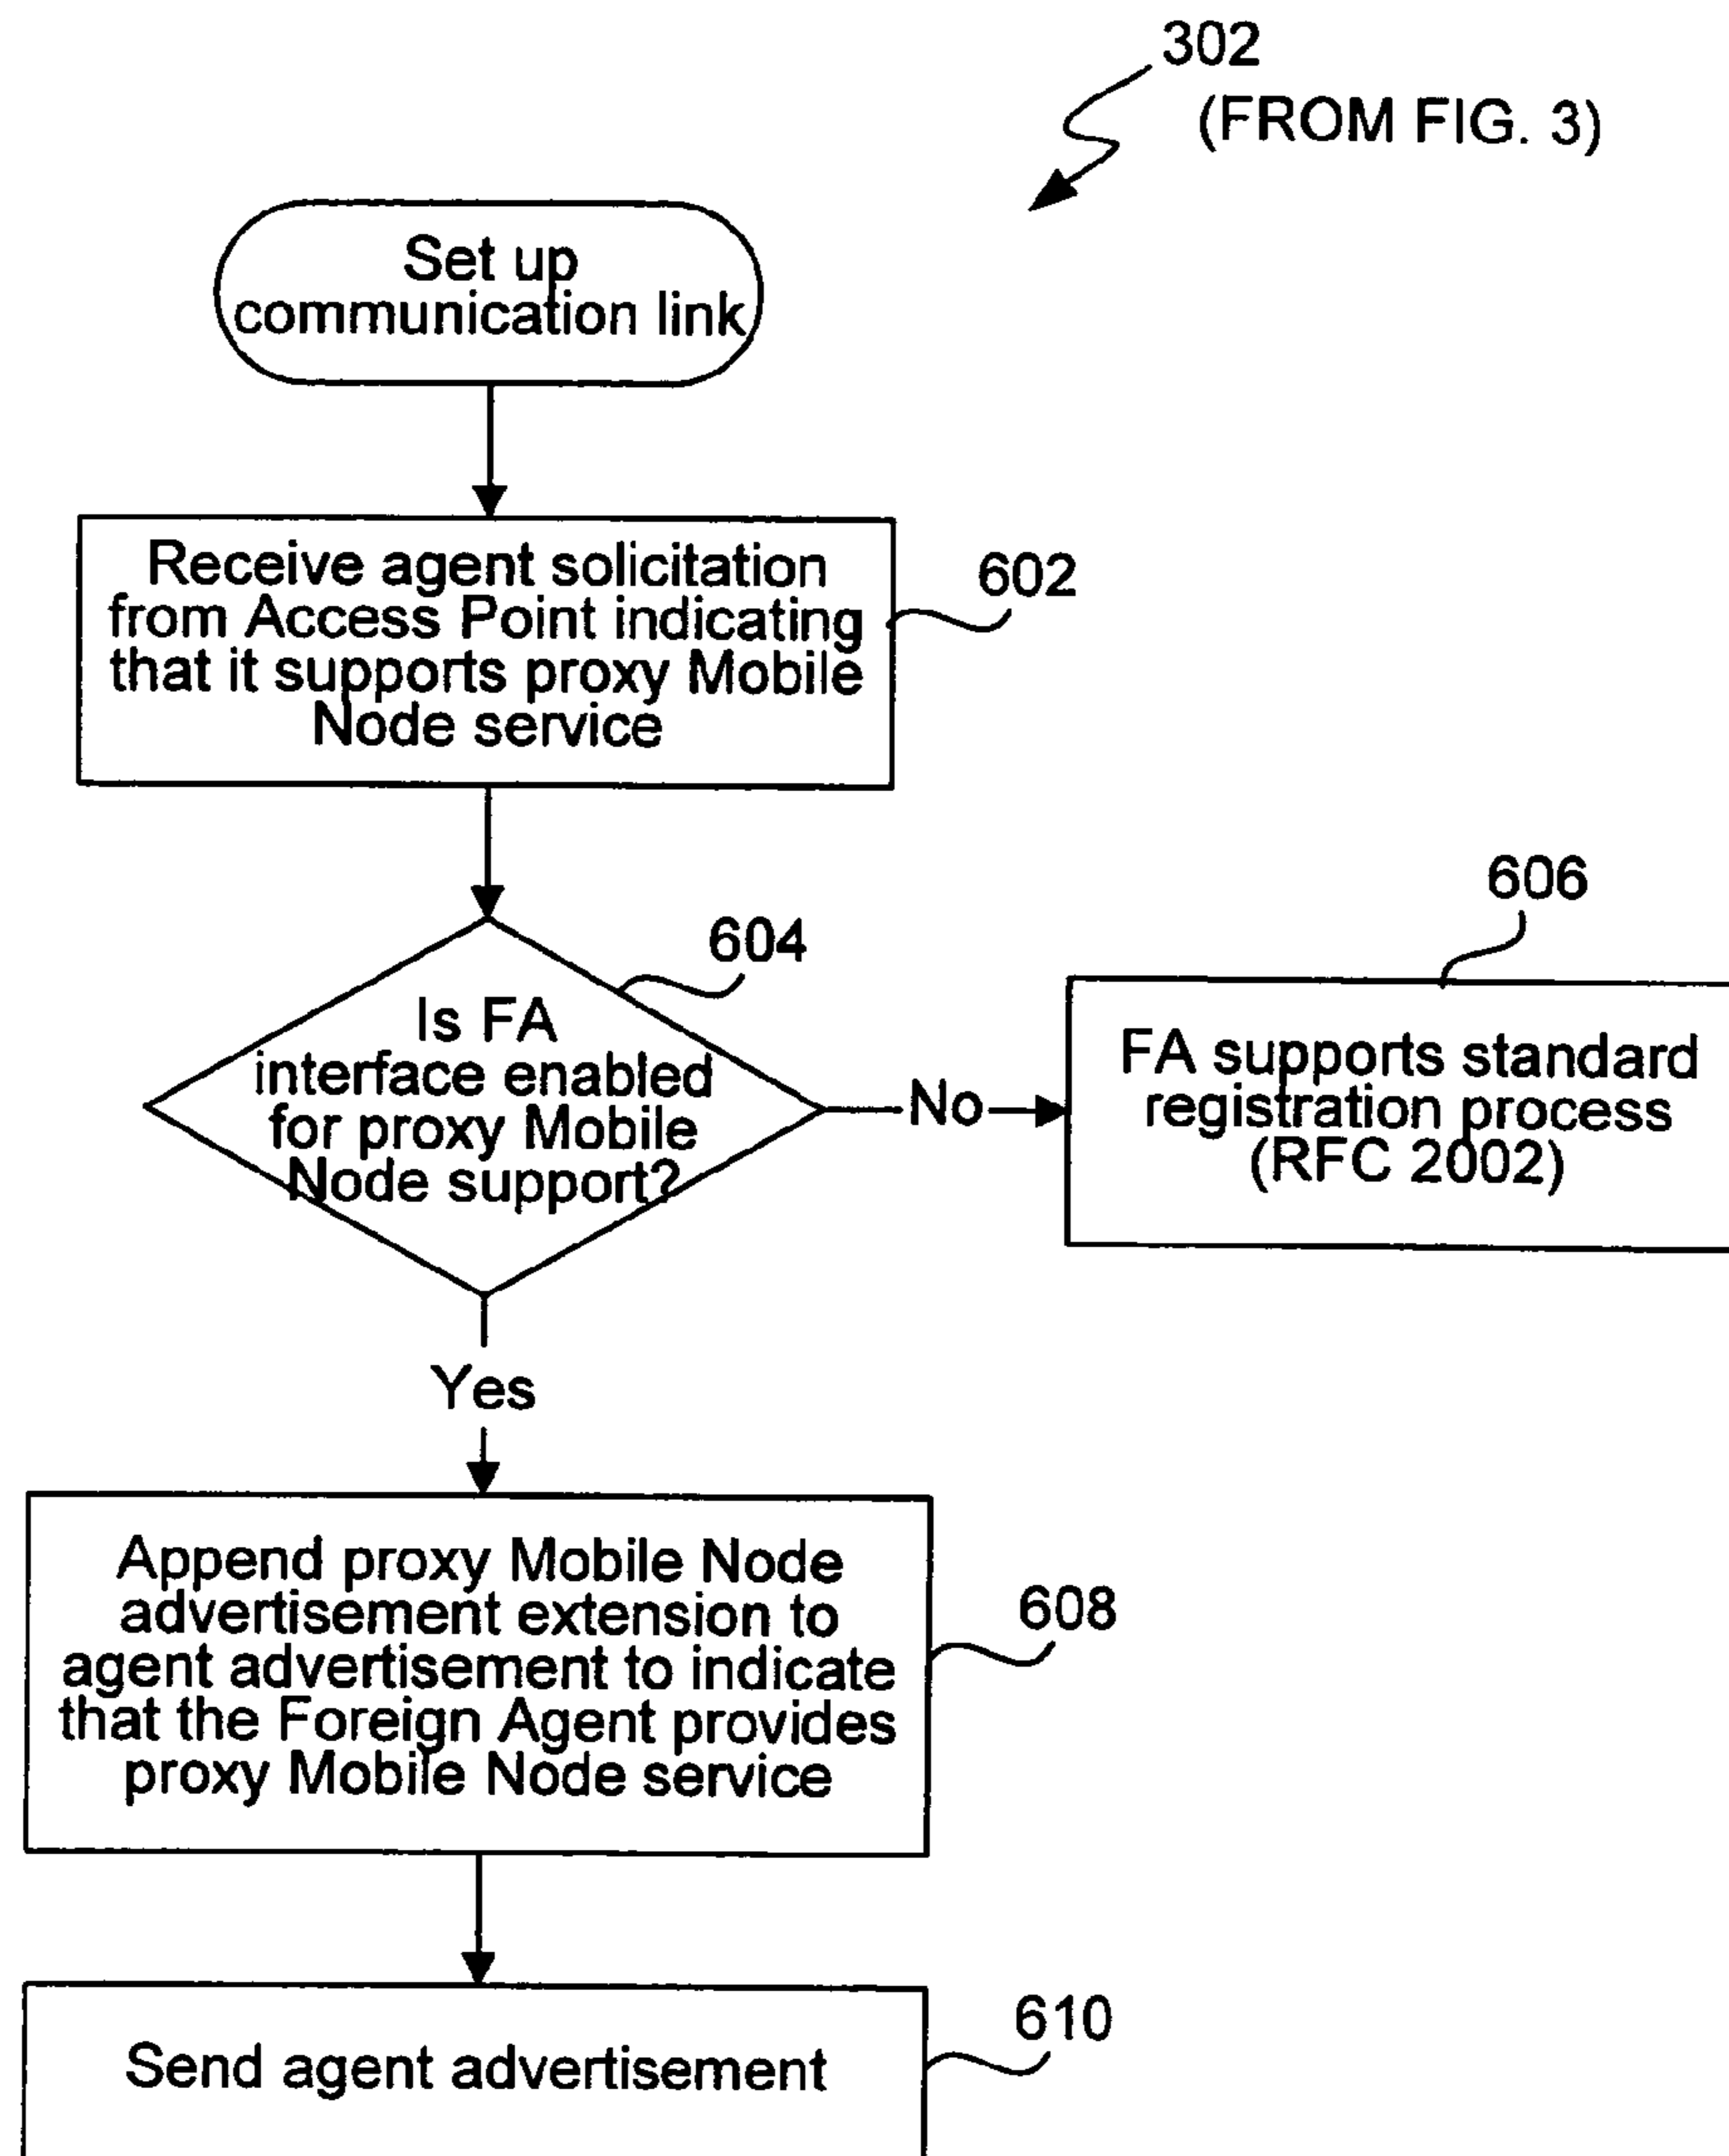 302
(FROM FIG. 3)
Set up
communication link
Receive agent solicitation
from Access Point indicating
that it supports proxy Mobile
Node service
602
604
Is FA
interface enabled
for proxy Mobile
Node support?
No
606
FA supports standard
registration process
(RFC 2002)
Yes
Append proxy Mobile Node
advertisement extension to
agent advertisement to indicate
that the Foreign Agent provides
proxy Mobile Node service
608
Send agent advertisement
610